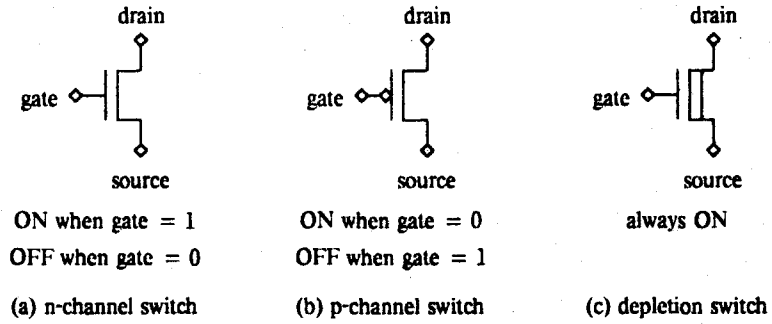 drain drain drain
gate gate gate
source source source
ON when gate = 1 ON when gate = 0 always ON
OFF when gate = 0 OFF when gate = 1
(a) n-channel switch (b) p-channel switch (c) depletion switch